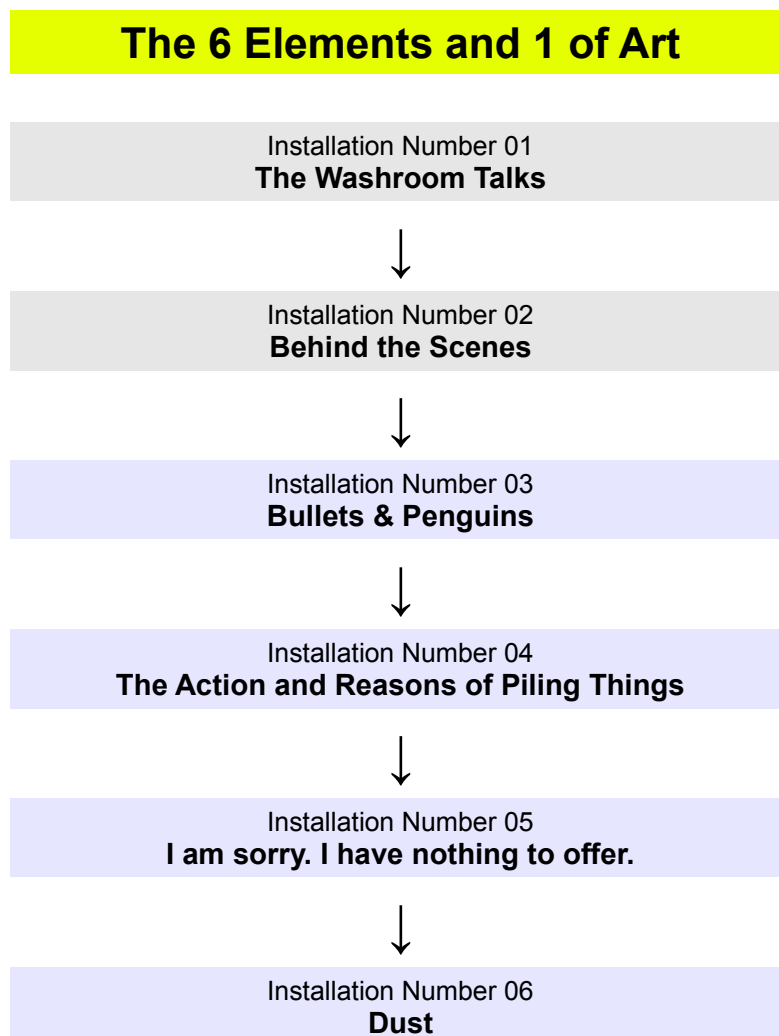 The 6 Elements and 1 of Art
Installation Number 01
The Washroom Talks
Installation Number 02
Behind the Scenes
Installation Number 03
Bullets & Penguins
Installation Number 04
The Action and Reasons of Piling Things
Installation Number 05
I am sorry. I have nothing to offer.
Installation Number 06
Dust